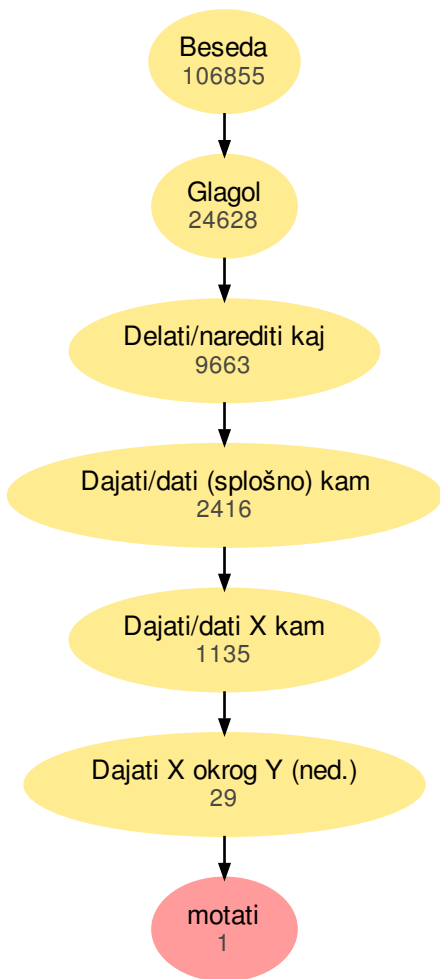 Beseda
106855
Glagol
24628
Delati/narediti kaj
9663
Dajati/dati (splošno) kam
2416
Dajati/dati X kam
1135
Dajati X okrog Y (ned.)
29
motati
1